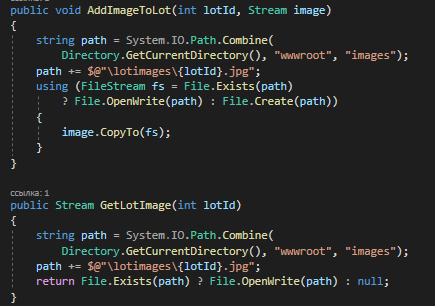 public void AddImageToLot(int lotId, Stream image)
{
    string path = System.IO.Path.Combine(
        Directory.GetCurrentDirectory(), "wwwroot", "images");
    path += $@"\lotimages\{lotId}.jpg";
    using (FileStream fs = File.Exists(path)
        ? File.OpenWrite(path) : File.Create(path))
    {
        image.CopyTo(fs);
    }
}
ссылка: 1
public Stream GetLotImage(int lotId)
{
    string path = System.IO.Path.Combine(
        Directory.GetCurrentDirectory(), "wwwroot", "images");
    path += $@"\lotimages\{lotId}.jpg";
    return File.Exists(path) ? File.OpenWrite(path) : null;
}